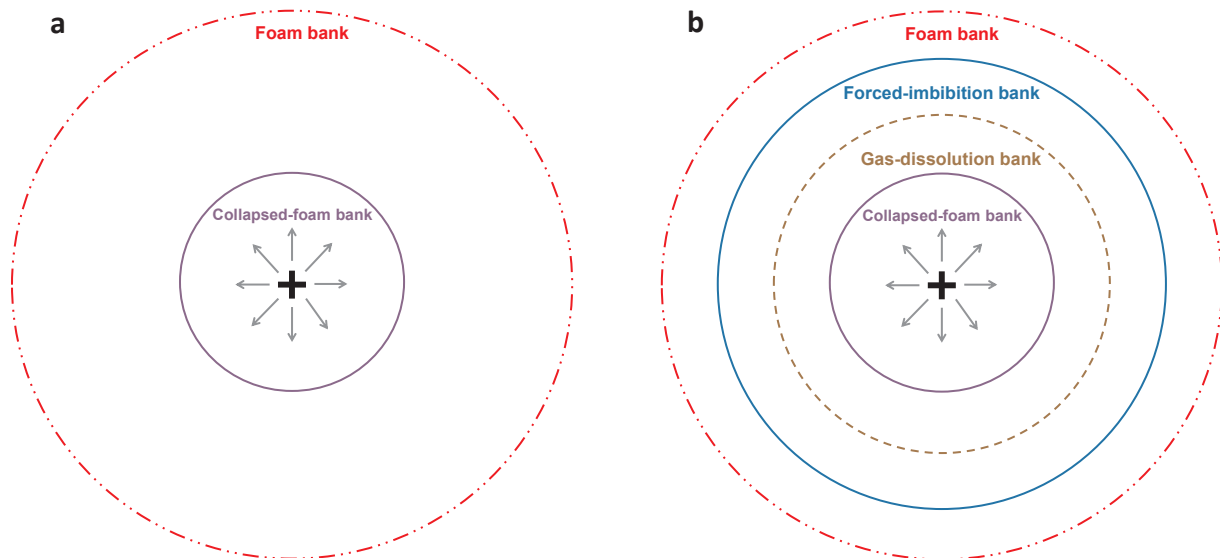 a
Foam bank
Collapsed-foam bank
b
Foam bank
Forced-imbibition bank
Gas-dissolution bank
Collapsed-foam bank